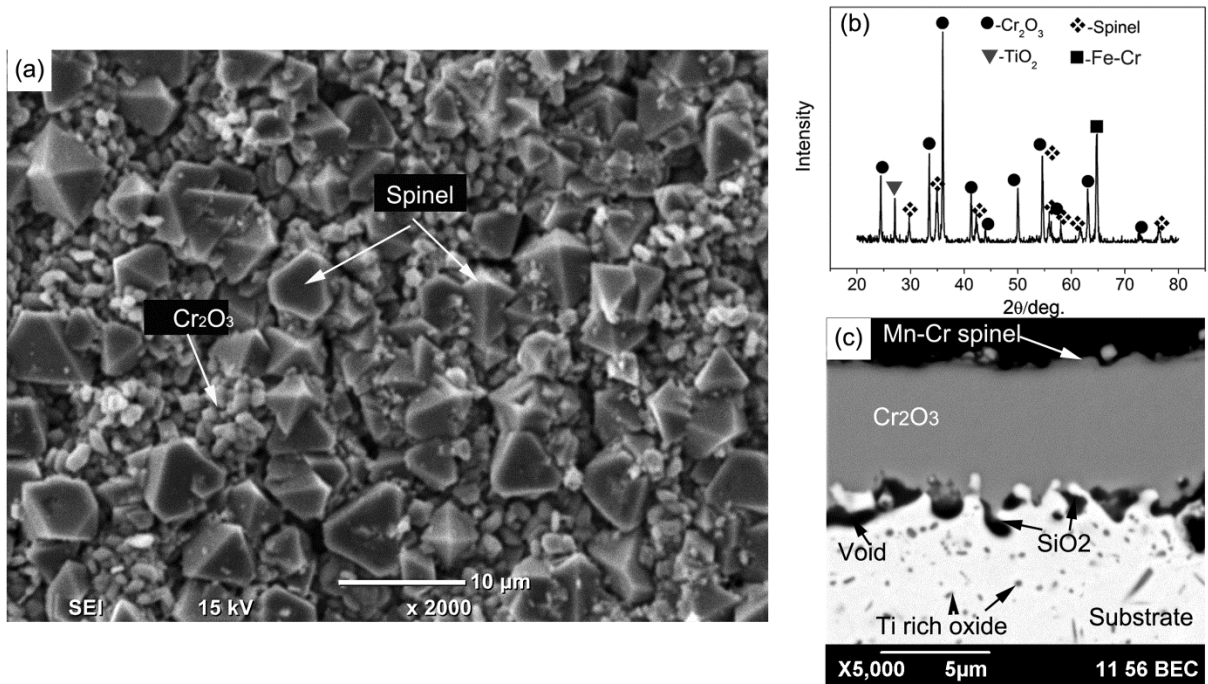 (a)
Spinel
Cr₂O₃
10 µm
SEI 15 kV x 2000
(b)
-Cr₂O₃ -Spinel
-TiO₂ -Fe-Cr
Intensity
20 30 40 50 60 70 80
2θ/deg.
(c)
Mn-Cr spinel
Cr₂O₃
Void
SiO2
Ti rich oxide
Substrate
X5,000 5µm 11 56 BEC